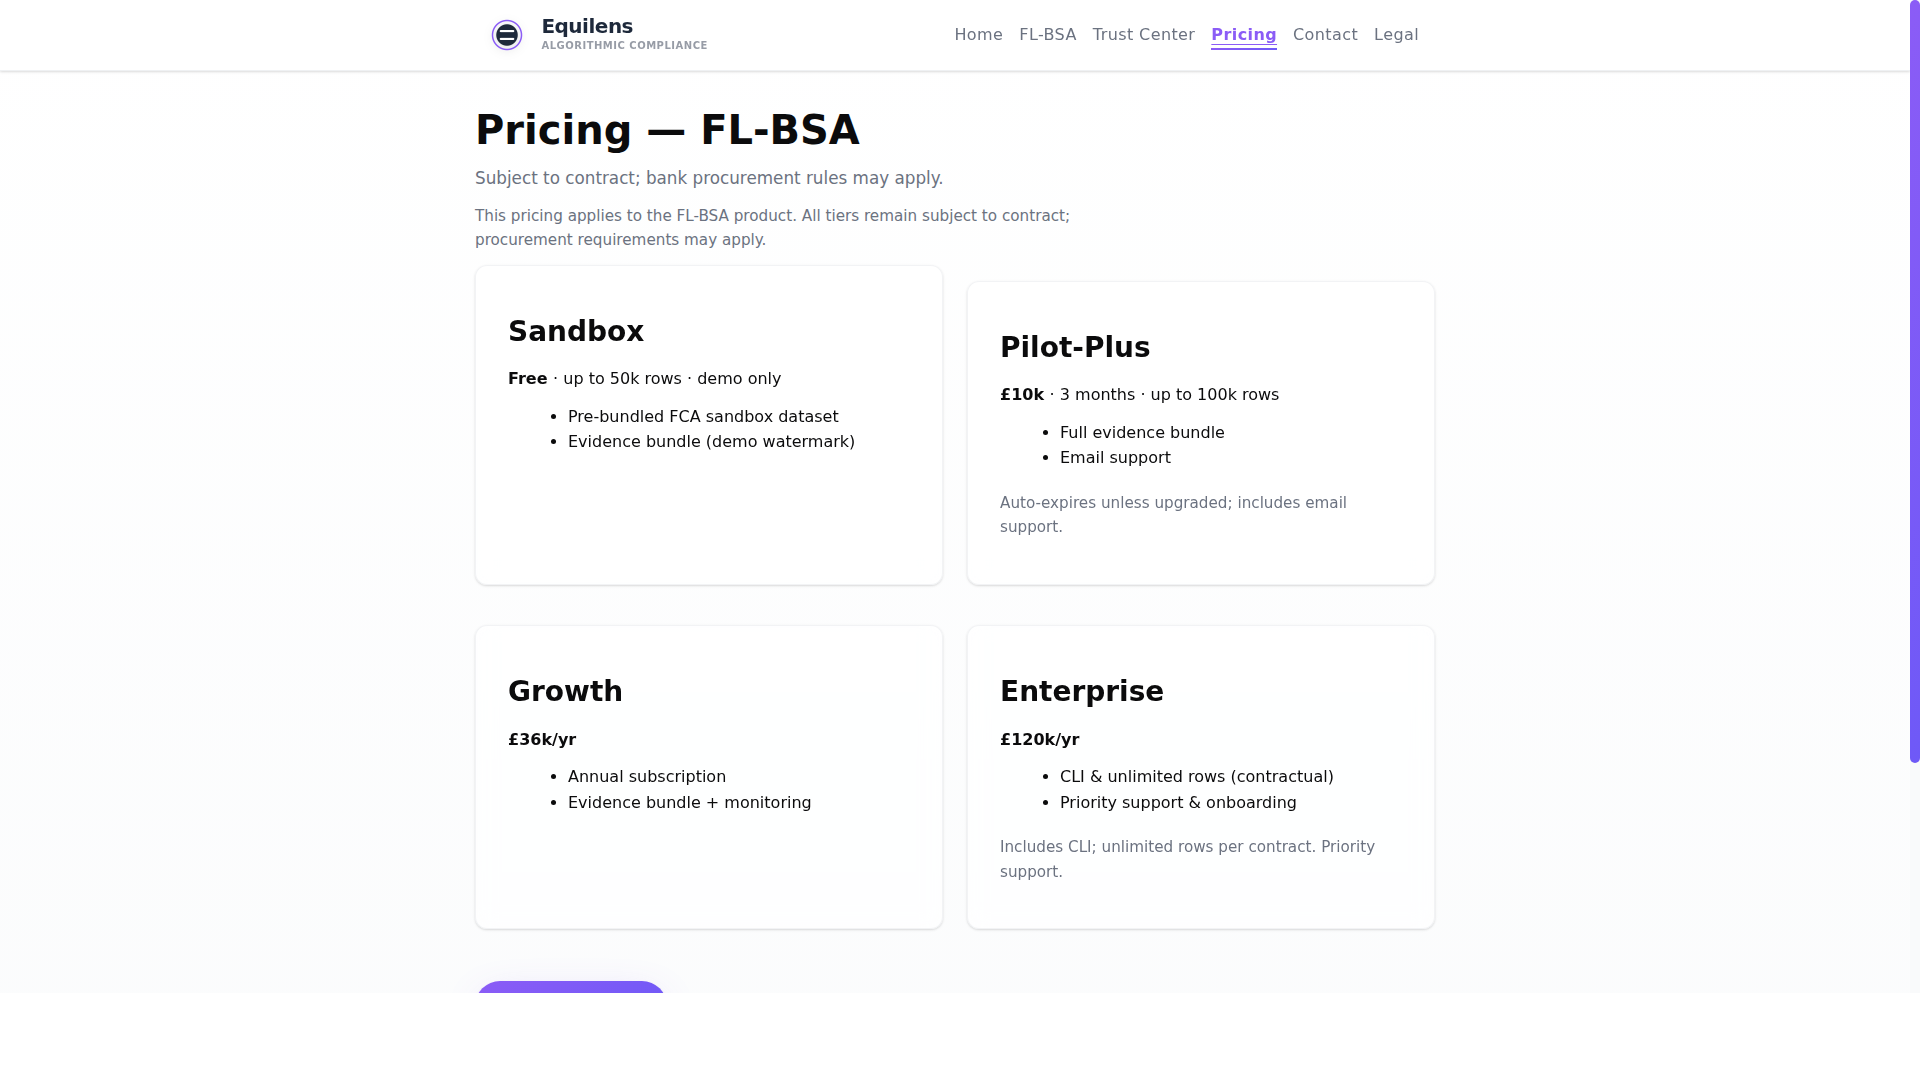 Equilens
ALGORITHMIC COMPLIANCE
Home FL-BSA Trust Center Pricing Contact Legal
Pricing — FL-BSA
Subject to contract; bank procurement rules may apply.
This pricing applies to the FL-BSA product. All tiers remain subject to contract;
procurement requirements may apply.
Sandbox
Free · up to 50k rows · demo only
• Pre-bundled FCA sandbox dataset
• Evidence bundle (demo watermark)
Pilot-Plus
£10k · 3 months · up to 100k rows
• Full evidence bundle
• Email support
Auto-expires unless upgraded; includes email
support.
Growth
£36k/yr
• Annual subscription
• Evidence bundle + monitoring
Enterprise
£120k/yr
• CLI & unlimited rows (contractual)
• Priority support & onboarding
Includes CLI; unlimited rows per contract. Priority
support.